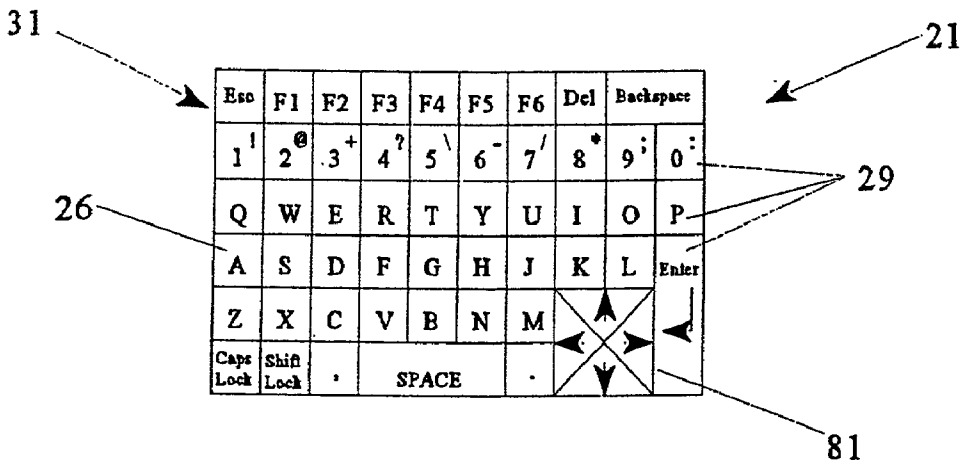 31
21
Esc F1 F2 F3 F4 F5 F6 Del Backspace
1 ! 2 @ 3 + 4 ? 5 \ 6 - 7 / 8 * 9 ; 0 :
29
26
Q W E R T Y U I O P
A S D F G H J K L Enter
Z X C V B N M
Caps Lock Shift Lock , SPACE .
81